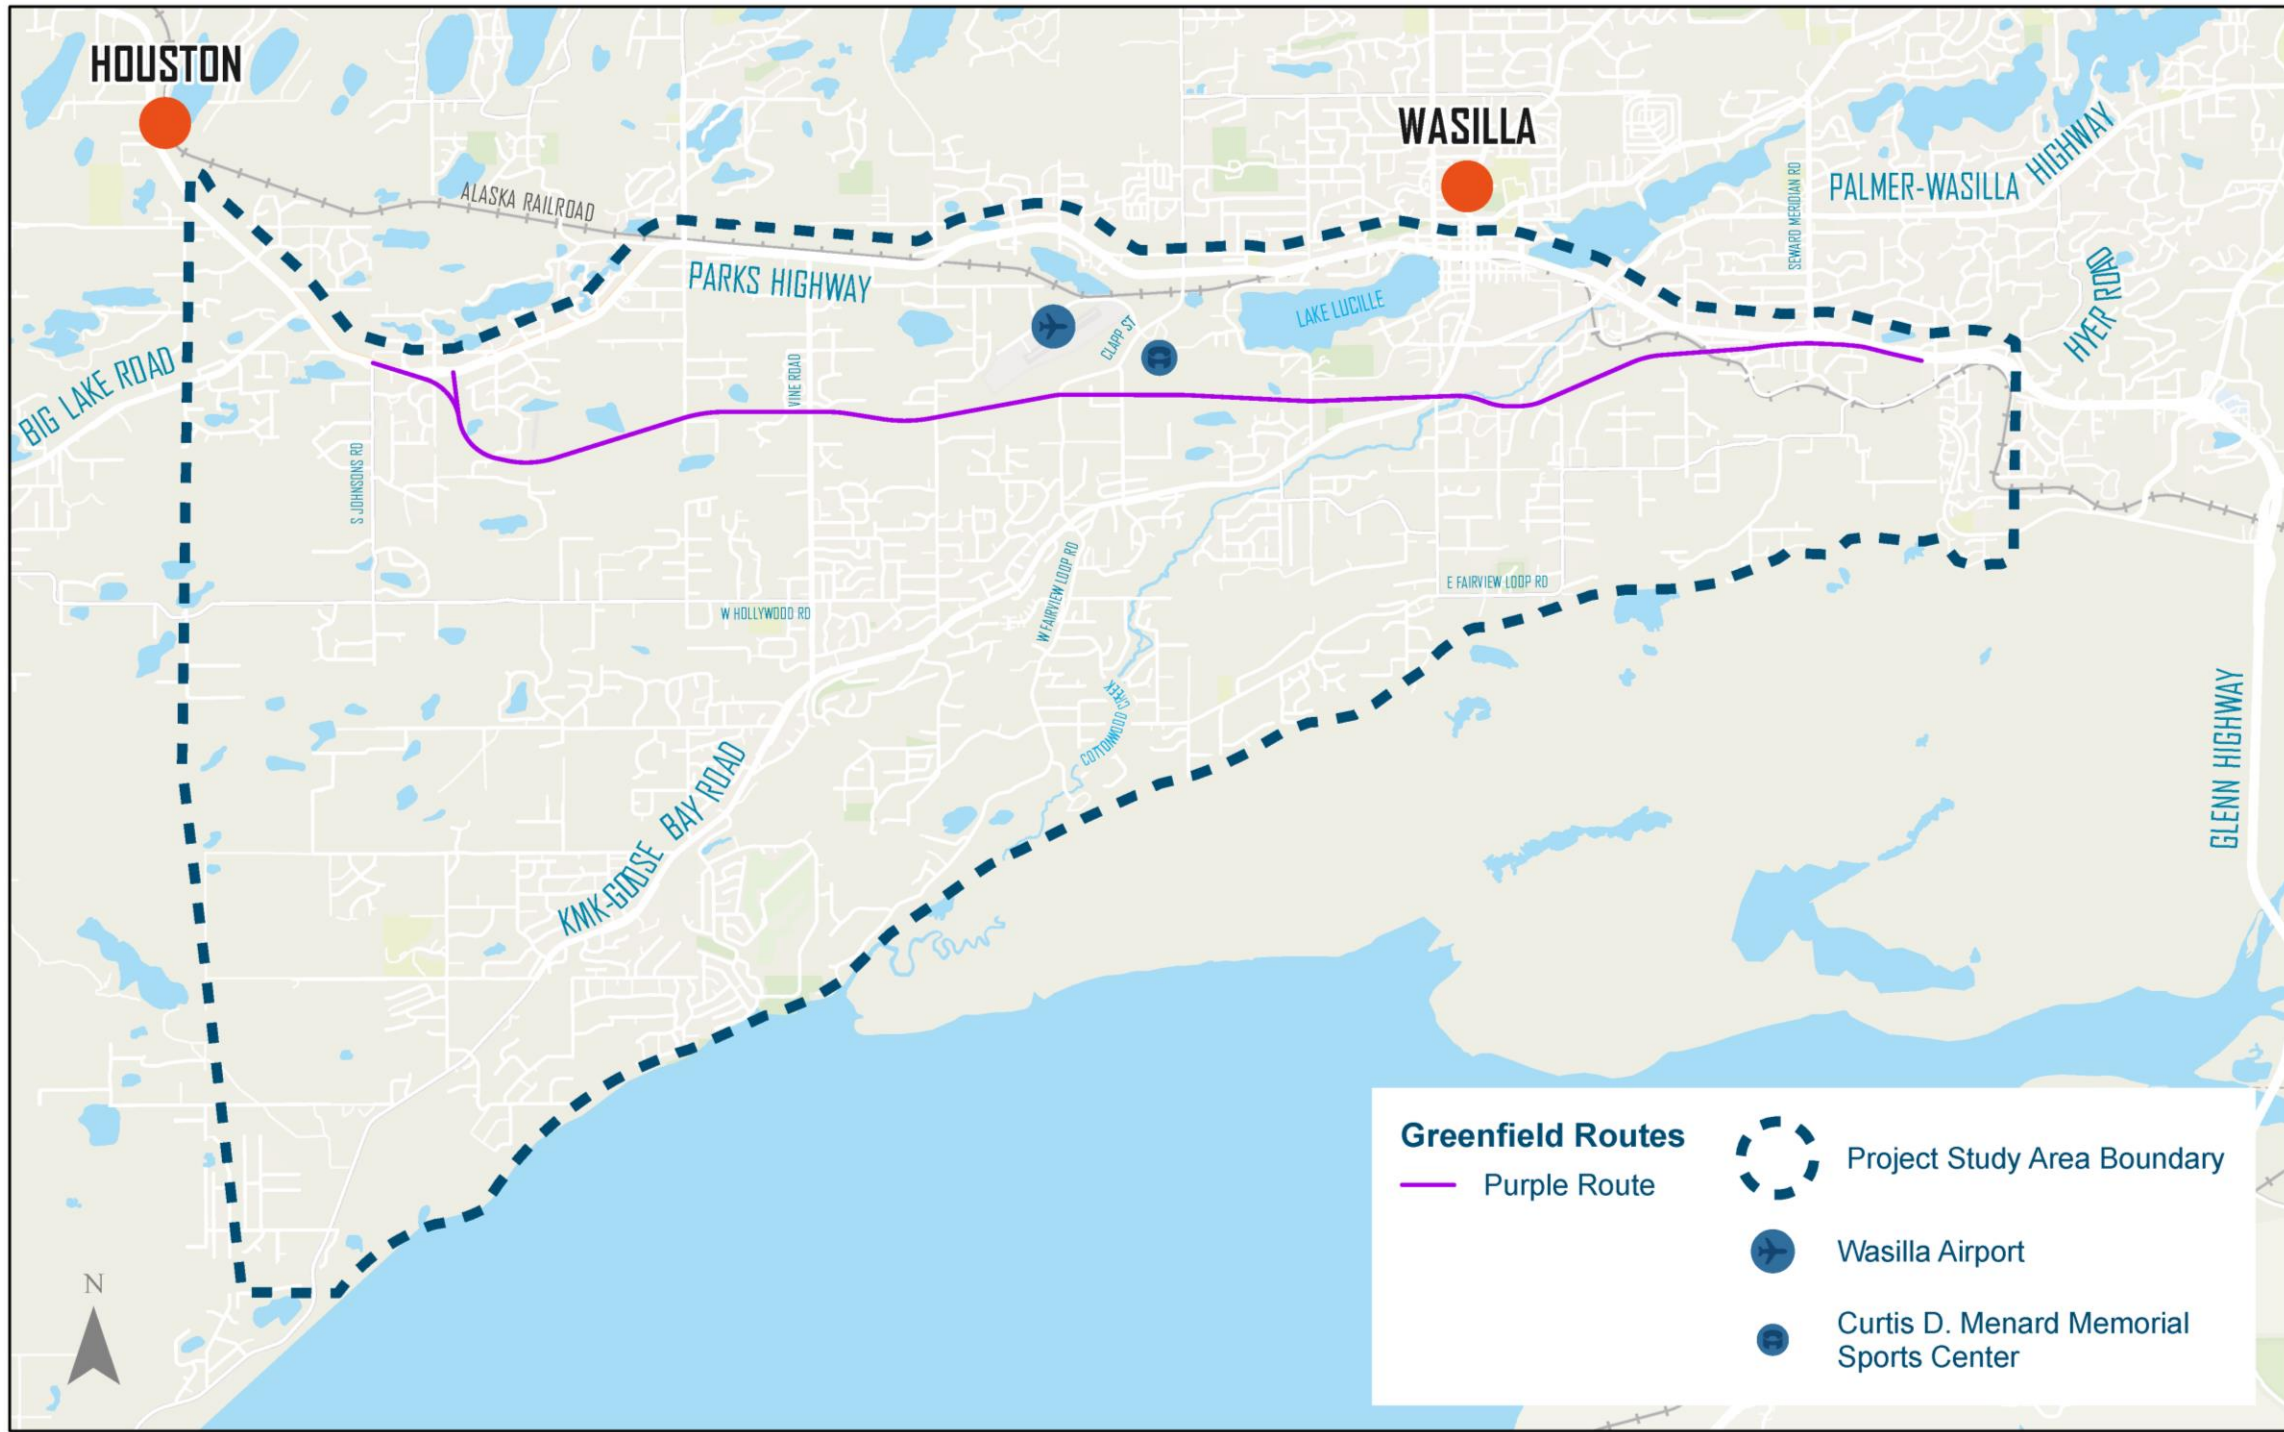 HOUSTON
WASILLA
ALASKA RAILROAD
SEWARD MERIDIAN RD
PALMER-WASILLA HIGHWAY
HYER ROAD
PARKS HIGHWAY
LAKE LUCILLE
CLAPP ST
BIG LAKE ROAD
VINE ROAD
S JOHNSONS RD
W FAIRVIEW LOOP RD
E FAIRVIEW LOOP RD
W HOLLYWOOD RD
COTTONWOOD CREEK
KMK-GOOSE BAY ROAD
GLENN HIGHWAY
N
Greenfield Routes
Purple Route
Project Study Area Boundary
Wasilla Airport
Curtis D. Menard Memorial
Sports Center